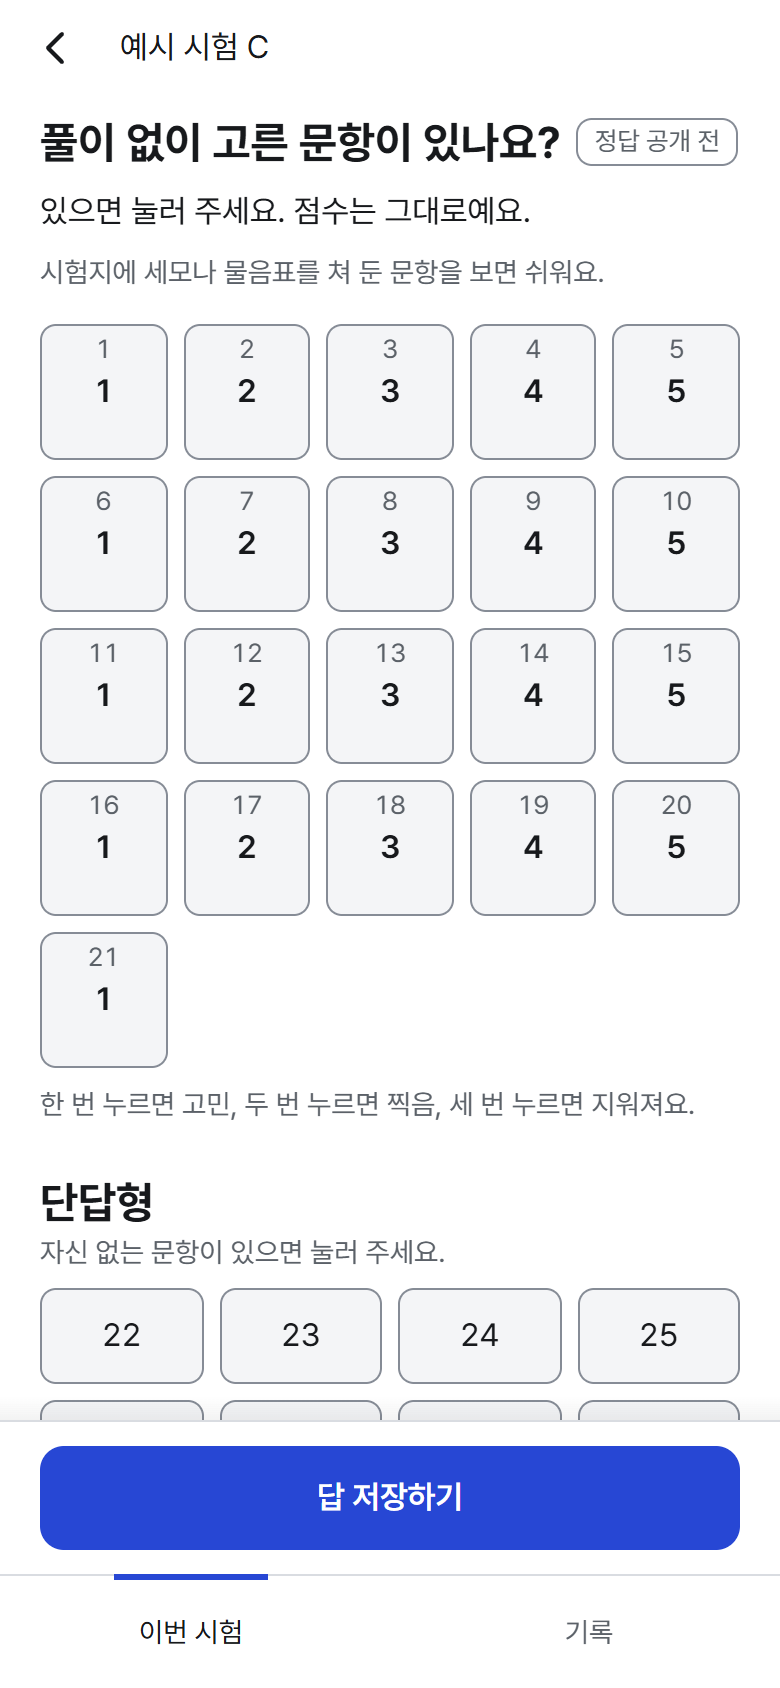 예시 시험 C
풀이 없이 고른 문항이 있나요? 정답 공개 전
있으면 눌러 주세요. 점수는 그대로예요.
시험지에 세모나 물음표를 쳐 둔 문항을 보면 쉬워요.
1 2 3 4 5
1 2 3 4 5
6 7 8 9 10
1 2 3 4 5
11 12 13 14 15
1 2 3 4 5
16 17 18 19 20
1 2 3 4 5
21
1
한 번 누르면 고민, 두 번 누르면 찍음, 세 번 누르면 지워져요.
단답형
자신 없는 문항이 있으면 눌러 주세요.
22 23 24 25
답 저장하기
이번 시험 기록